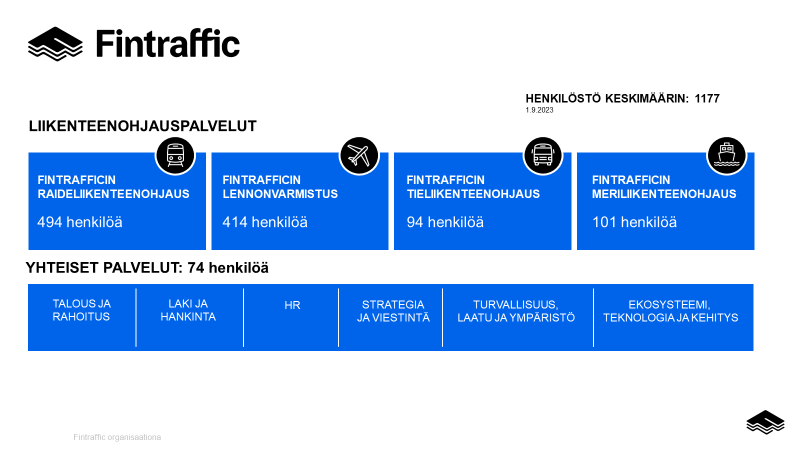 Fintraffic
HENKILÖSTÖ KESKIMÄÄRIN: 1177
1.9.2023
LIIKENTEENOHJAUSPALVELUT
FINTRAFFICIN
RAIDELIIKENTEENOHJAUS
494 henkilöä
FINTRAFFICIN
LENNONVARMISTUS
414 henkilöä
FINTRAFFICIN
TIELIIKENTEENOHJAUS
94 henkilöä
FINTRAFFICIN
MERILIIKENTEENOHJAUS
101 henkilöä
YHTEISET PALVELUT: 74 henkilöä
TALOUS JA
RAHOITUS
LAKI JA
HANKINTA
HR
STRATEGIA
JA VIESTINTÄ
TURVALLISUUS,
LAATU JA YMPÄRISTÖ
EKOSYSTEEMI,
TEKNOLOGIA JA KEHITYS
Fintraffic organisaationa